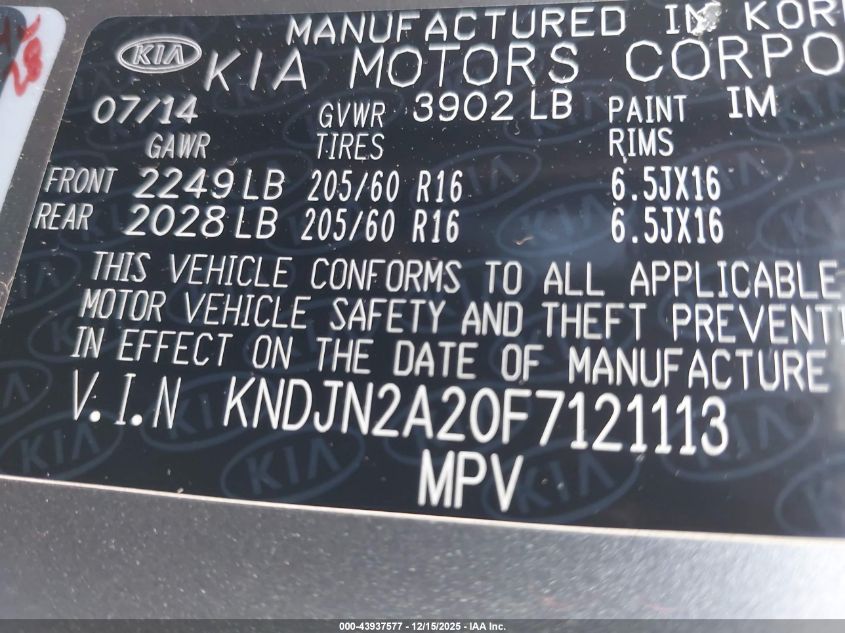 MANUFACTURED IN KOR
KIA KIA MOTORS CORPO
07/14 GVWR 3902 LB PAINT IM
GAWR TIRES RIMS
FRONT 2249 LB 205/60 R16 6.5JX16
REAR 2028 LB 205/60 R16 6.5JX16
THIS VEHICLE CONFORMS TO ALL APPLICABLE
MOTOR VEHICLE SAFETY AND THEFT PREVENTI
IN EFFECT ON THE DATE OF MANUFACTURE
V.I.N KNDJN2A20F7121113
MPV
000-43937577 - 12/15/2025 - IAA Inc.